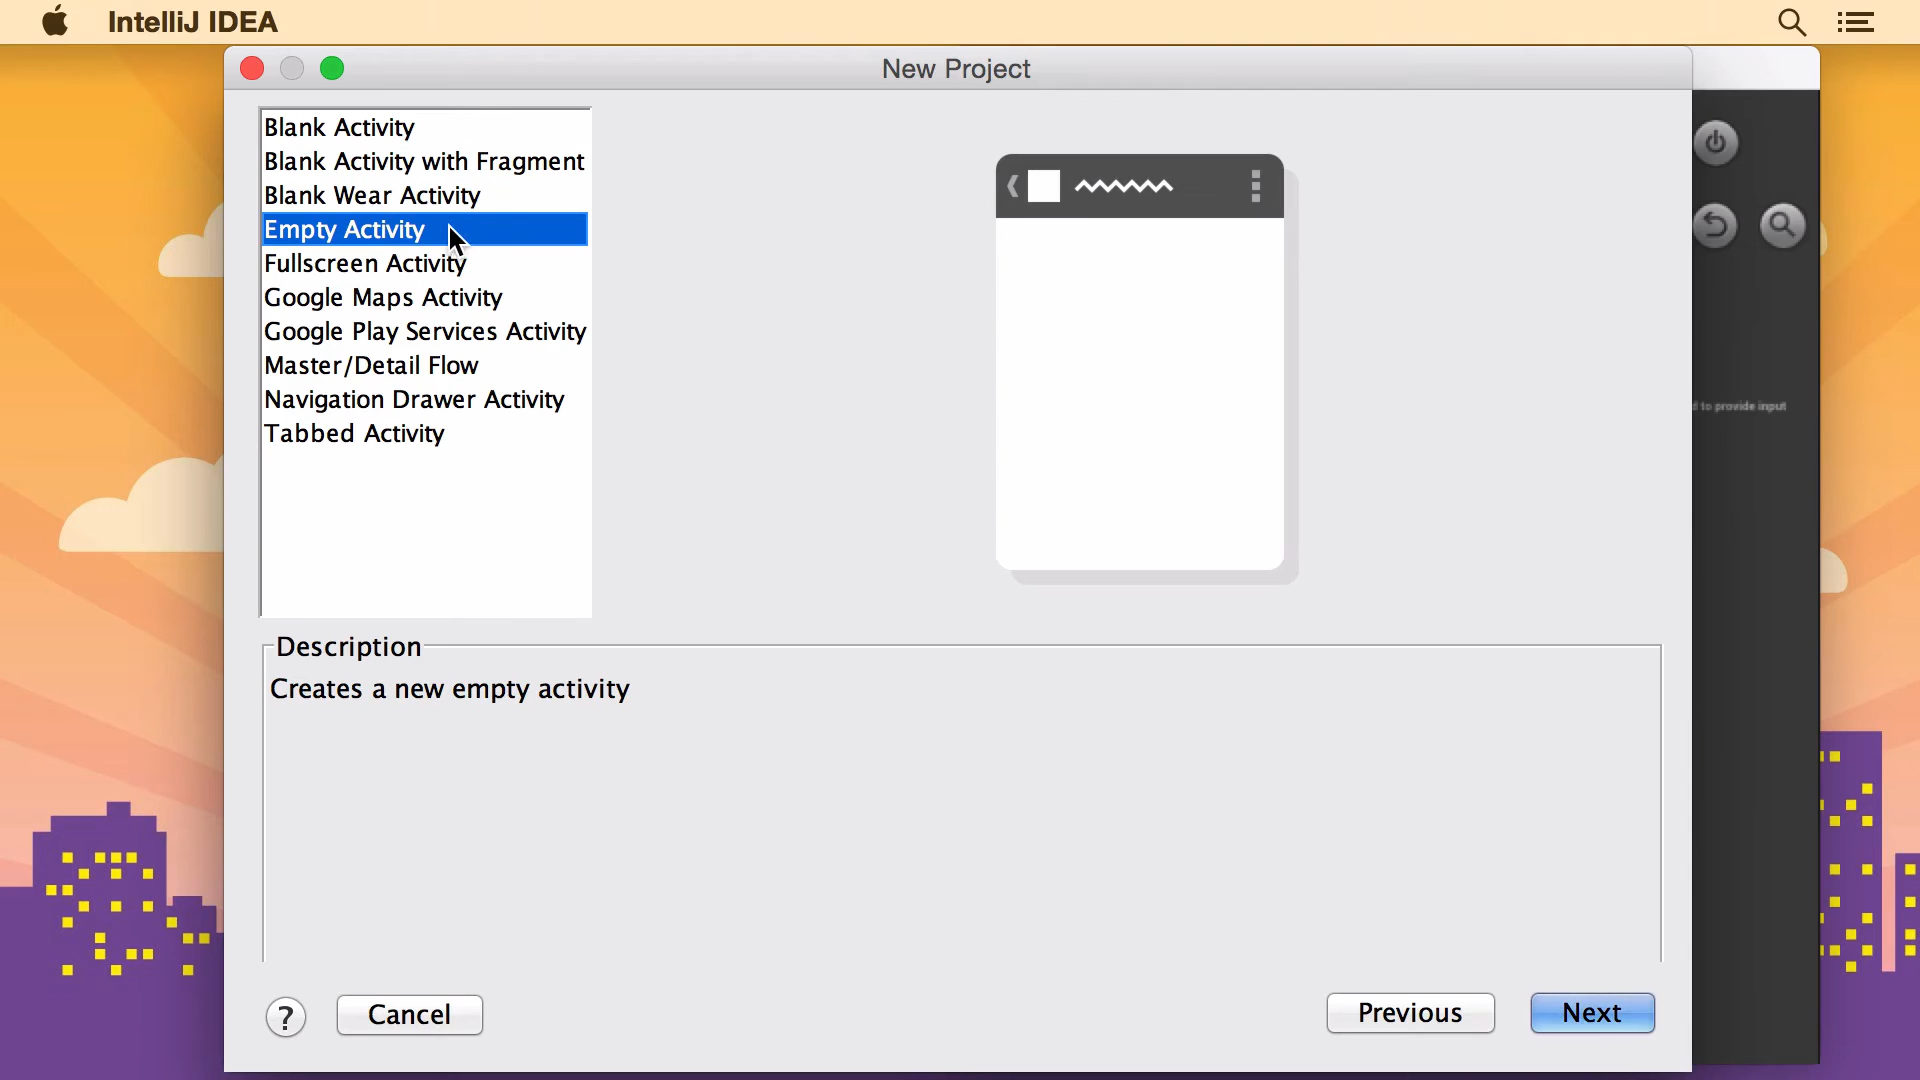 IntelliJ IDEA
New Project
Blank Activity
Blank Activity with Fragment
Blank Wear Activity
Empty Activity
Fullscreen Activity
Google Maps Activity
Google Play Services Activity
Master/Detail Flow
Navigation Drawer Activity
Tabbed Activity
d to provide input
Description
Creates a new empty activity
?
Cancel
Previous
Next